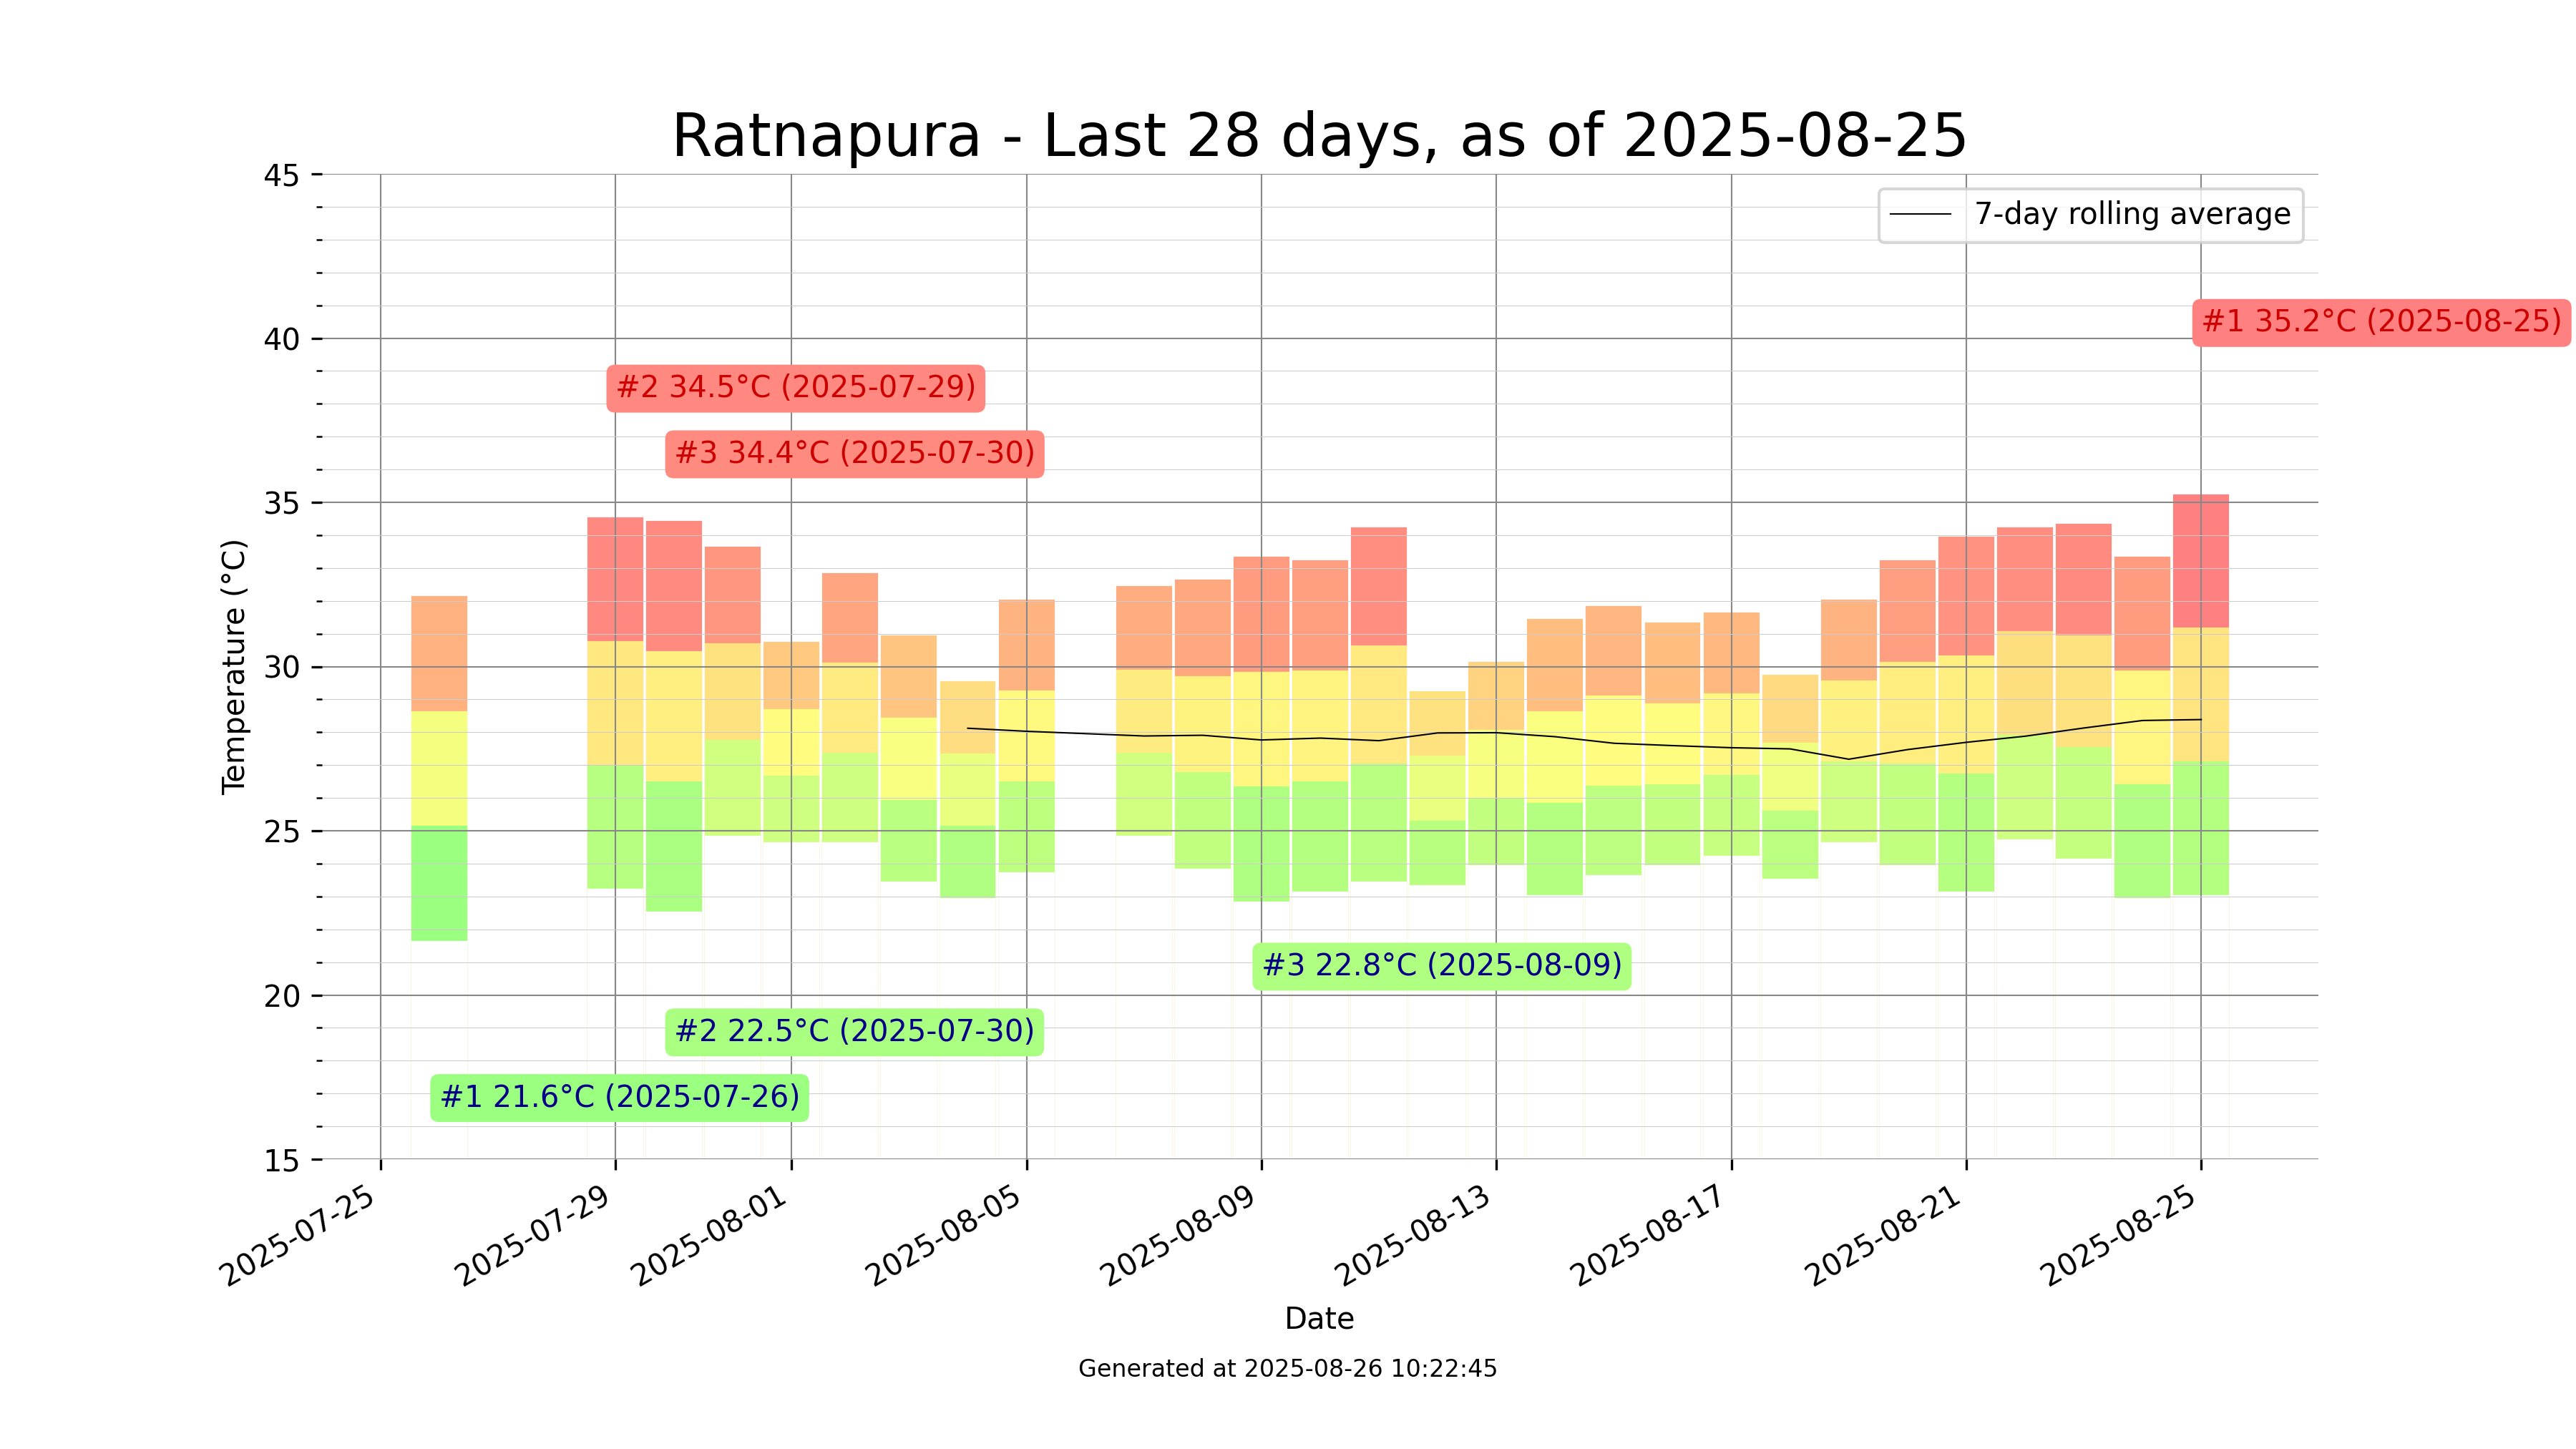 Ratnapura - Last 28 days, as of 2025-08-25
45
7-day rolling average
#1 35.2°C (2025-08-25)
40
#2 34.5°C (2025-07-29)
#3 34.4°C (2025-07-30)
35
Temperature (°C)
30
25
#3 22.8°C (2025-08-09)
20
#2 22.5°C (2025-07-30)
#1 21.6°C (2025-07-26)
15
2025-07-25
2025-07-29
2025-08-01
2025-08-05
2025-08-09
2025-08-13
2025-08-17
2025-08-21
2025-08-25
Date
Generated at 2025-08-26 10:22:45